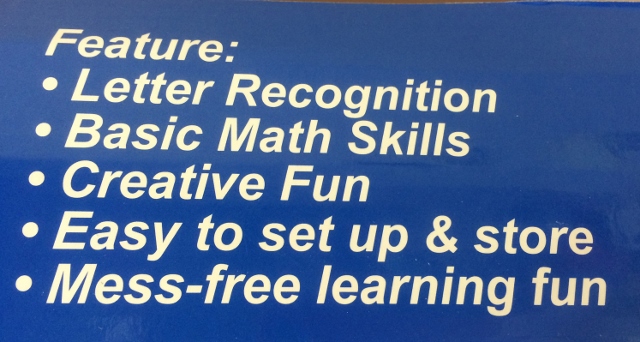 Feature:
• Letter Recognition
• Basic Math Skills
• Creative Fun
• Easy to set up & store
• Mess-free learning fun